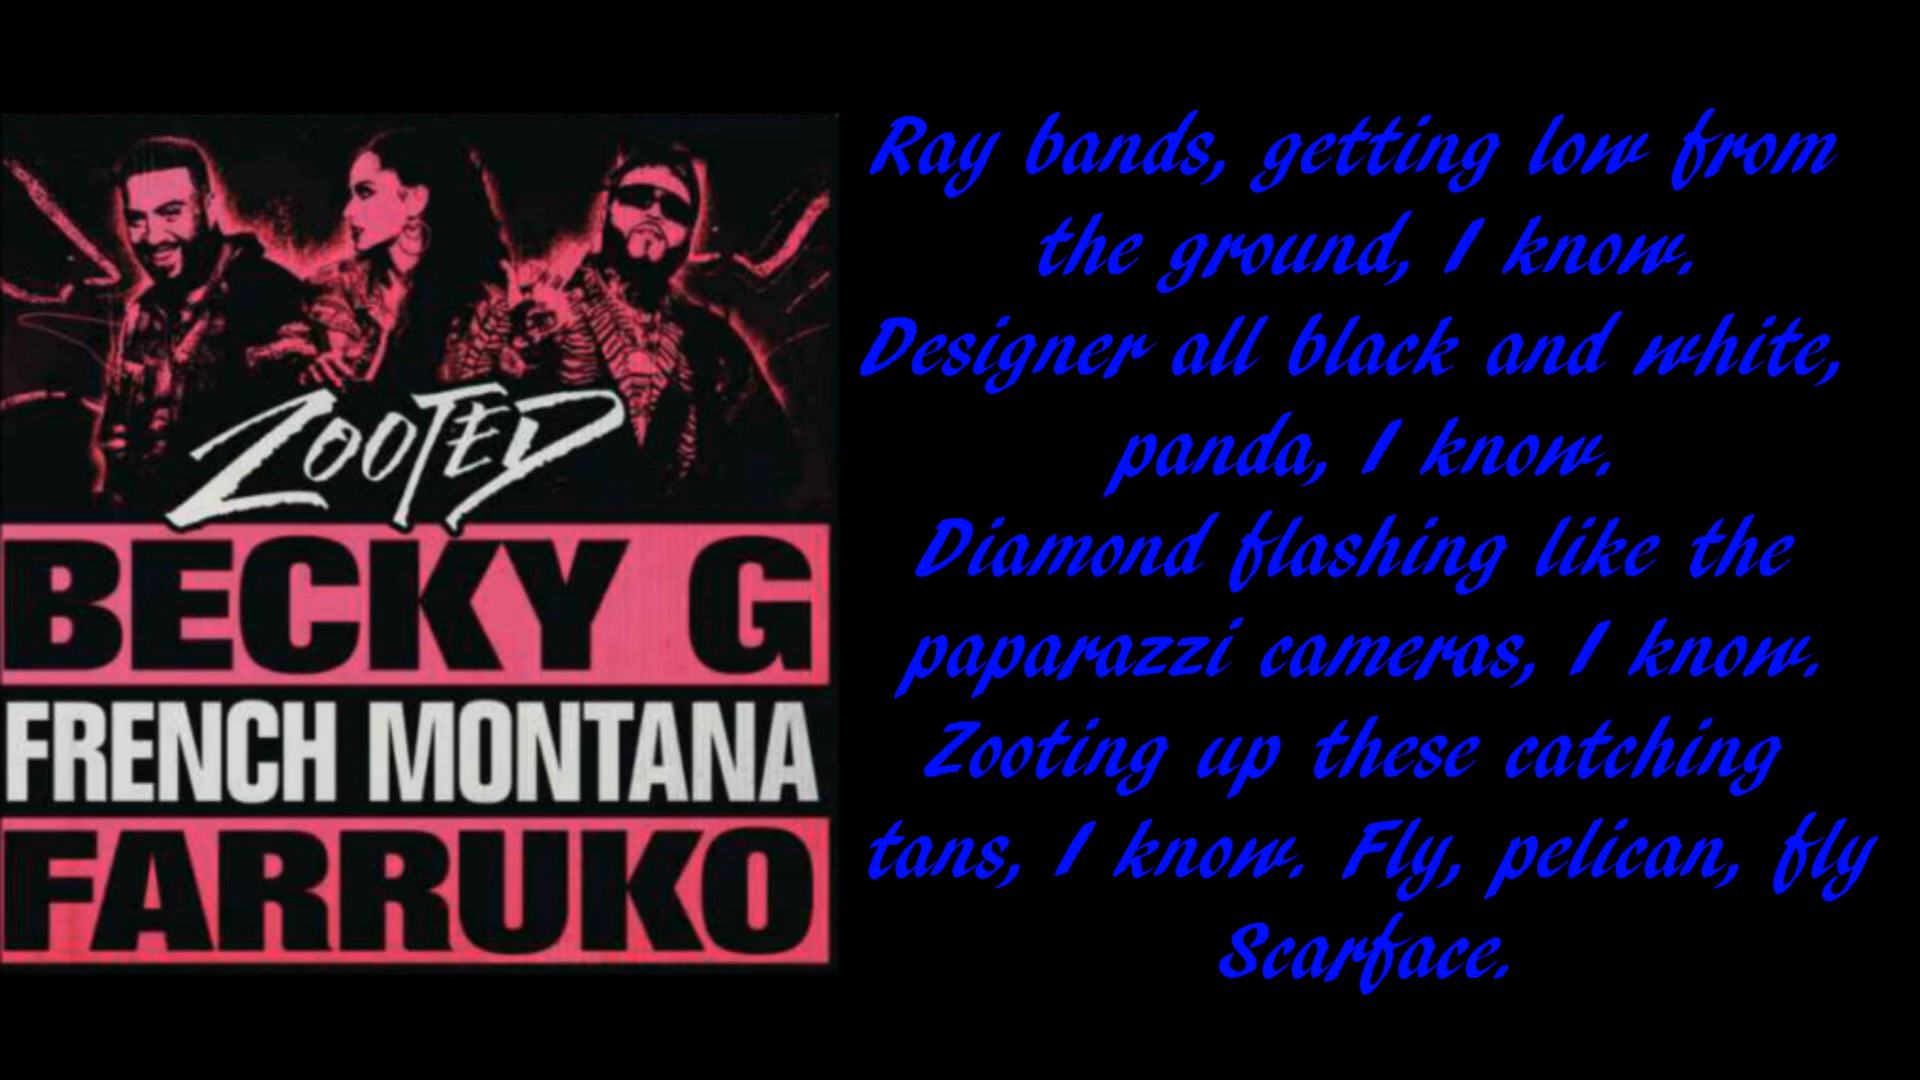 ZOOTED
BECKY G
FRENCH MONTANA
FARRUKO
Ray bands, getting low from
the ground, I know.
Designer all black and white,
panda, I know.
Diamond flashing like the
paparazzi cameras, I know.
Zooting up these catching
tans, I know. Fly, pelican, fly
Scarface.